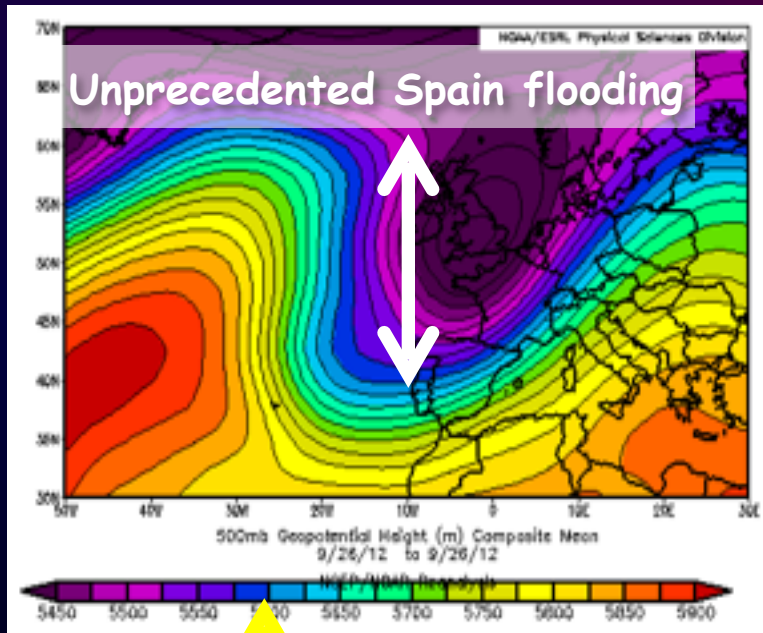 70N
NOAA/ESRL Physical Sciences Division
65N
Unprecedented Spain flooding
60N
55N
50N
45N
40N
35N
30N
50W 40W 30W 20W 10W 0 10E 20E 30E
500mb Geopotential Height (m) Composite Mean
9/26/12 to 9/26/12
NCEP/NCAR Reanalysis
5450 5500 5550 5650 5700 5750 5800 5850 5900